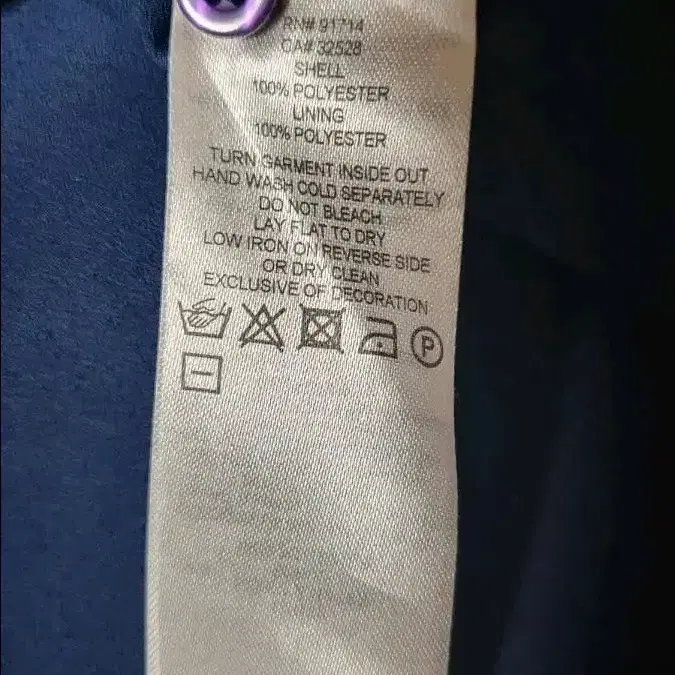 RN# 91714
CA# 32528
SHELL
100% POLYESTER
LINING
100% POLYESTER
TURN GARMENT INSIDE OUT
HAND WASH COLD SEPARATELY
DO NOT BLEACH
LAY FLAT TO DRY
LOW IRON ON REVERSE SIDE
OR DRY CLEAN
EXCLUSIVE OF DECORATION
P